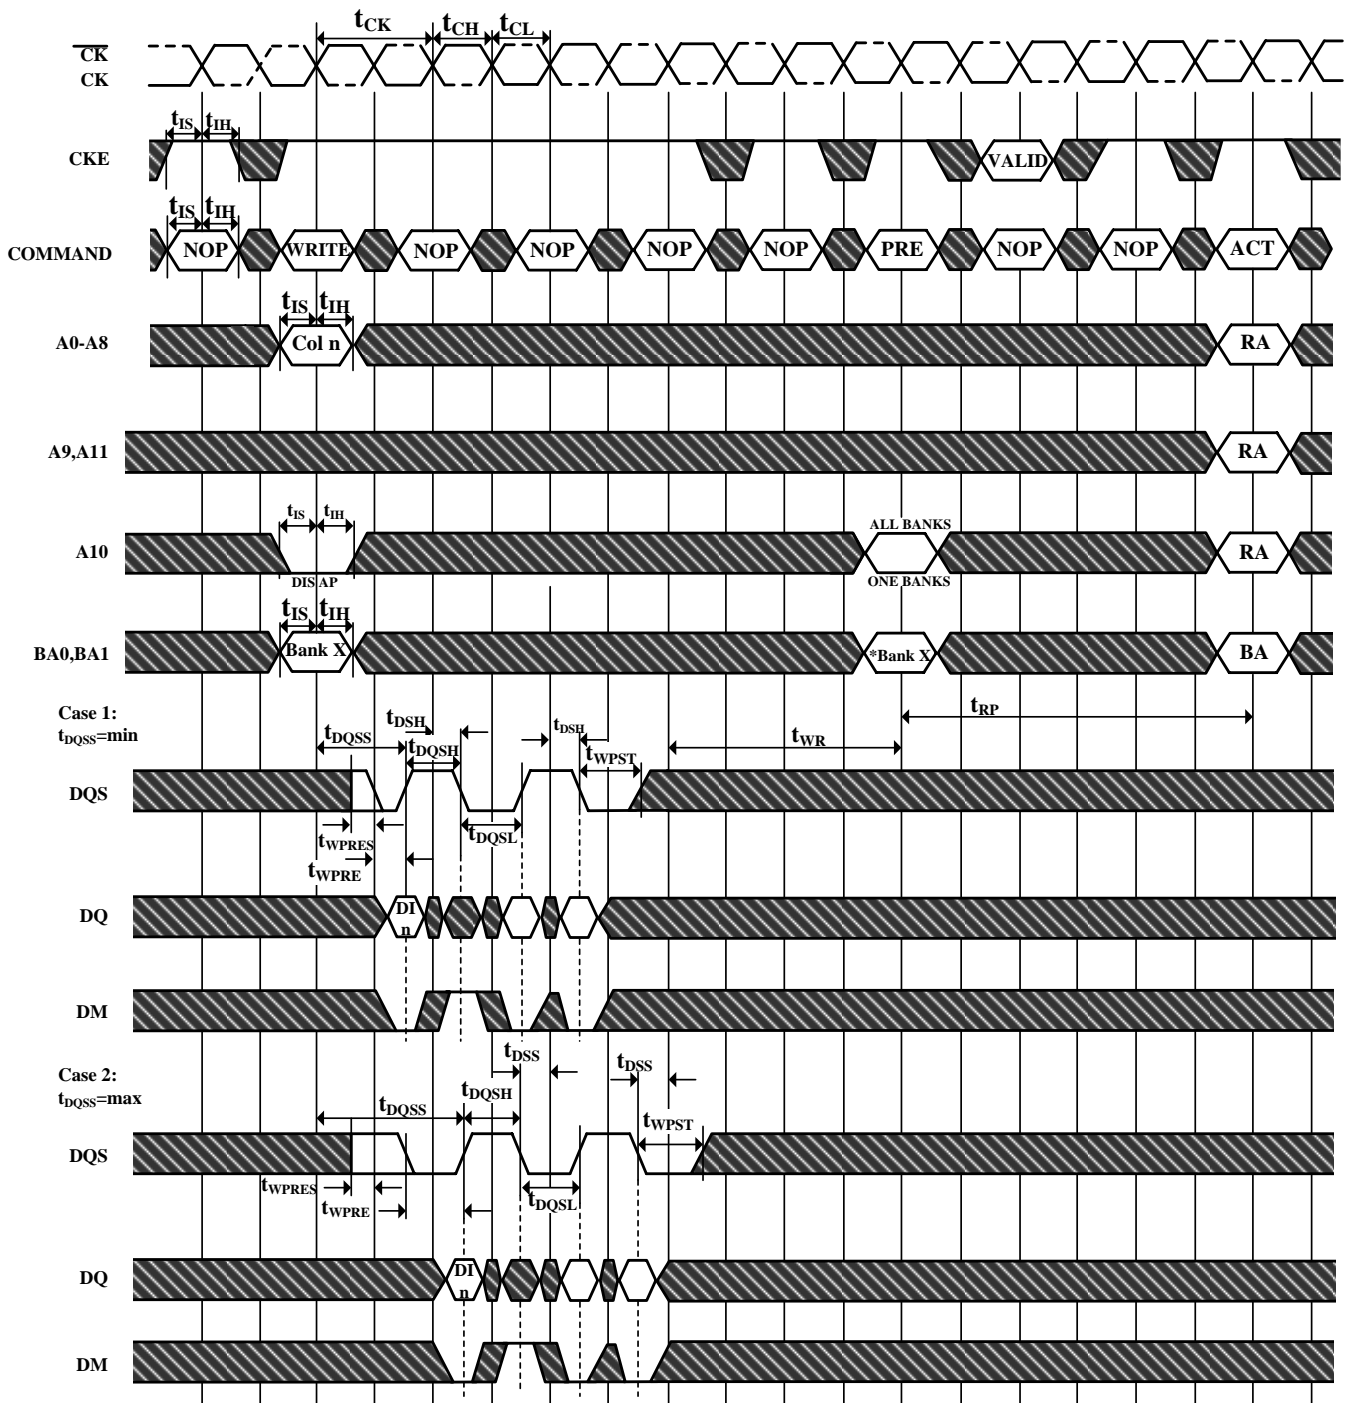 tCK tCH tCL
CK
CK
tIS tIH
CKE VALID
tIS tIH
COMMAND NOP WRITE NOP NOP NOP NOP PRE NOP NOP ACT
tIS tIH
A0-A8 Col n RA
A9,A11 RA
tIS tIH ALL BANKS
A10 RA
DIS AP ONE BANKS
tIS tIH
BA0,BA1 Bank X *Bank X BA
Case 1:
tDQSS=min
tDSH tDSH tRP
tDQSS tDQSH tWPST tWR
DQS
tWPRES tDQSL
tWPRE
DQ DI n
DM
Case 2:
tDQSS=max
tDSS tDSS
tDQSS tDQSH tWPST
DQS
tWPRES tDQSL
tWPRE
DQ DI n
DM